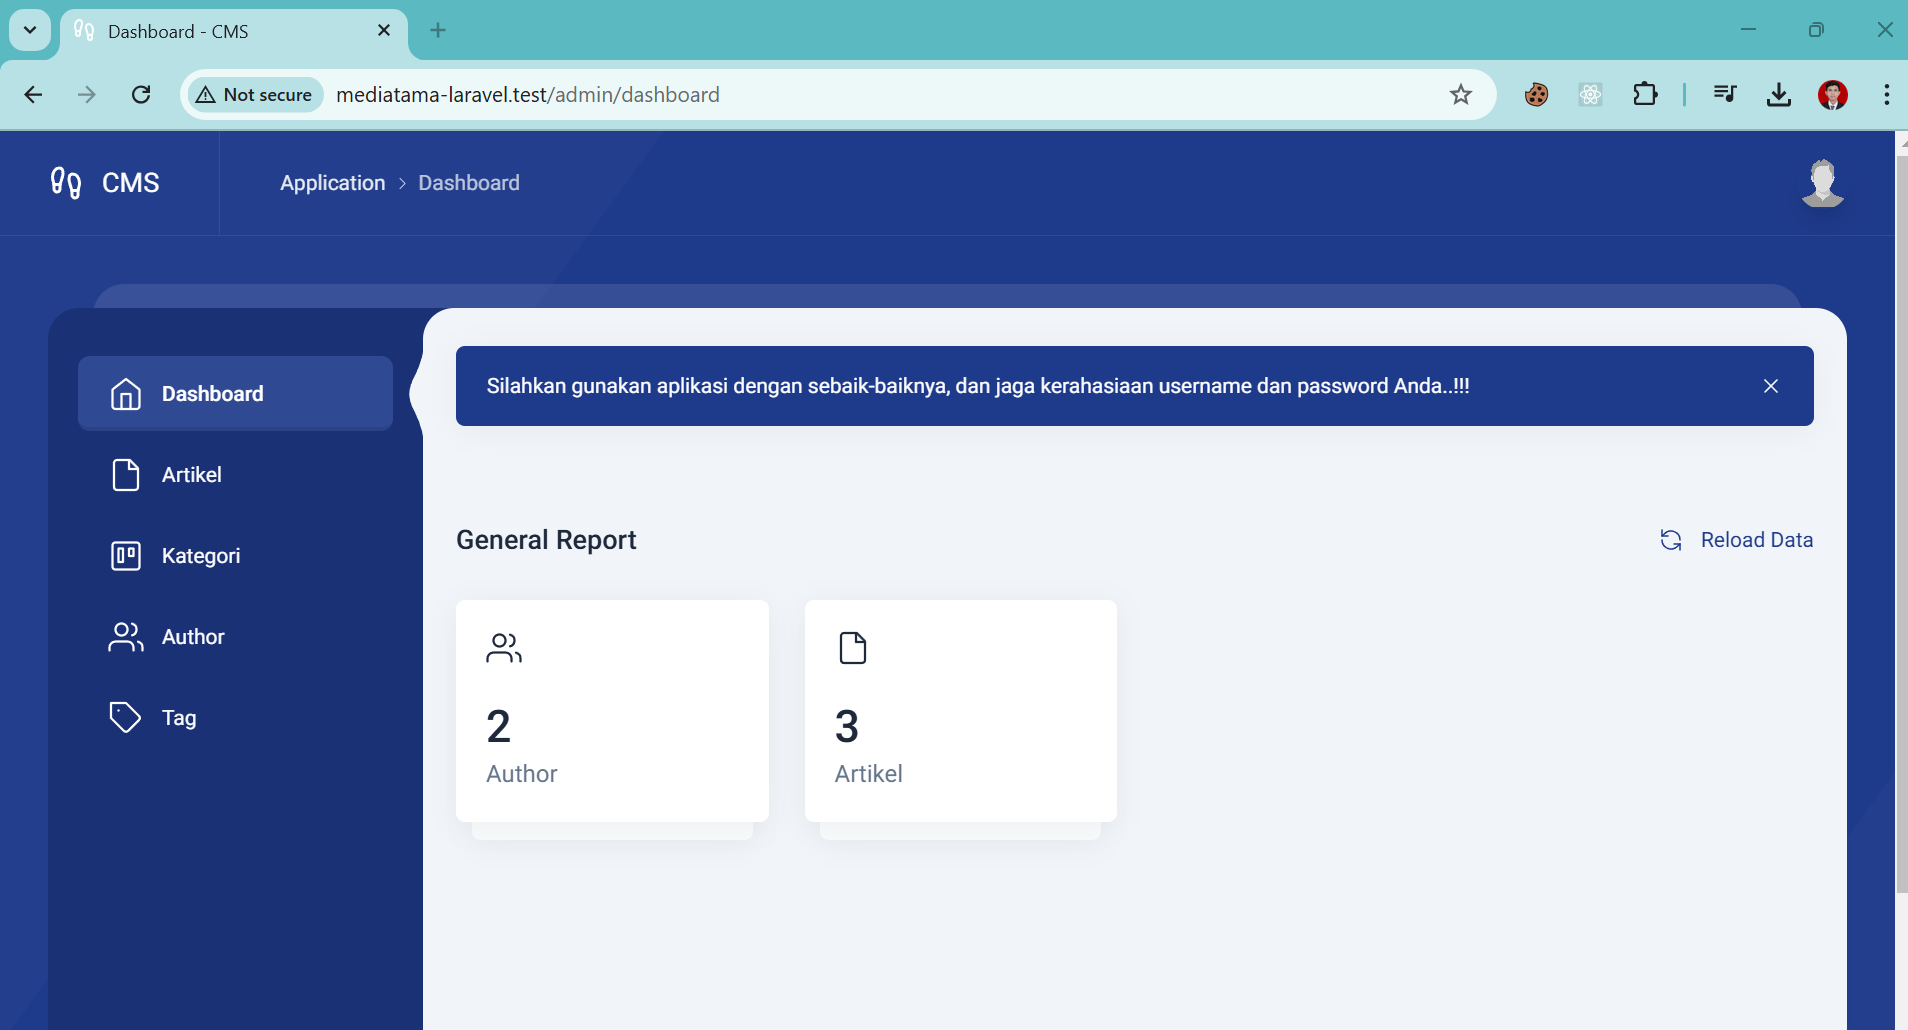 Dashboard - CMS
Not secure
mediatama-laravel.test/admin/dashboard
CMS
Application > Dashboard
Dashboard
Artikel
Kategori
Author
Tag
Silahkan gunakan aplikasi dengan sebaik-baiknya, dan jaga kerahasiaan username dan password Anda..!!!
General Report
Reload Data
2
Author
3
Artikel